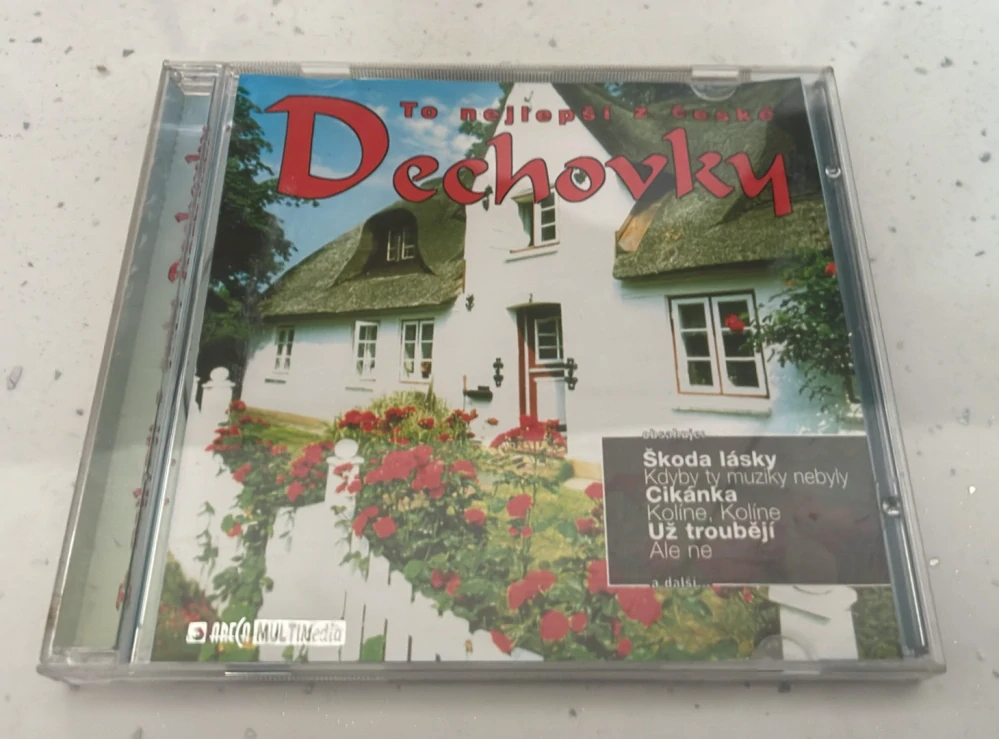 To nejlepší z české
Dechovky
obsahuje:
Škoda lásky
Kdyby ty muziky nebyly
Cikánka
Kolíne, Kolíne
Už troubějí
Ale ne
a další...
ARECA MULTIMedia